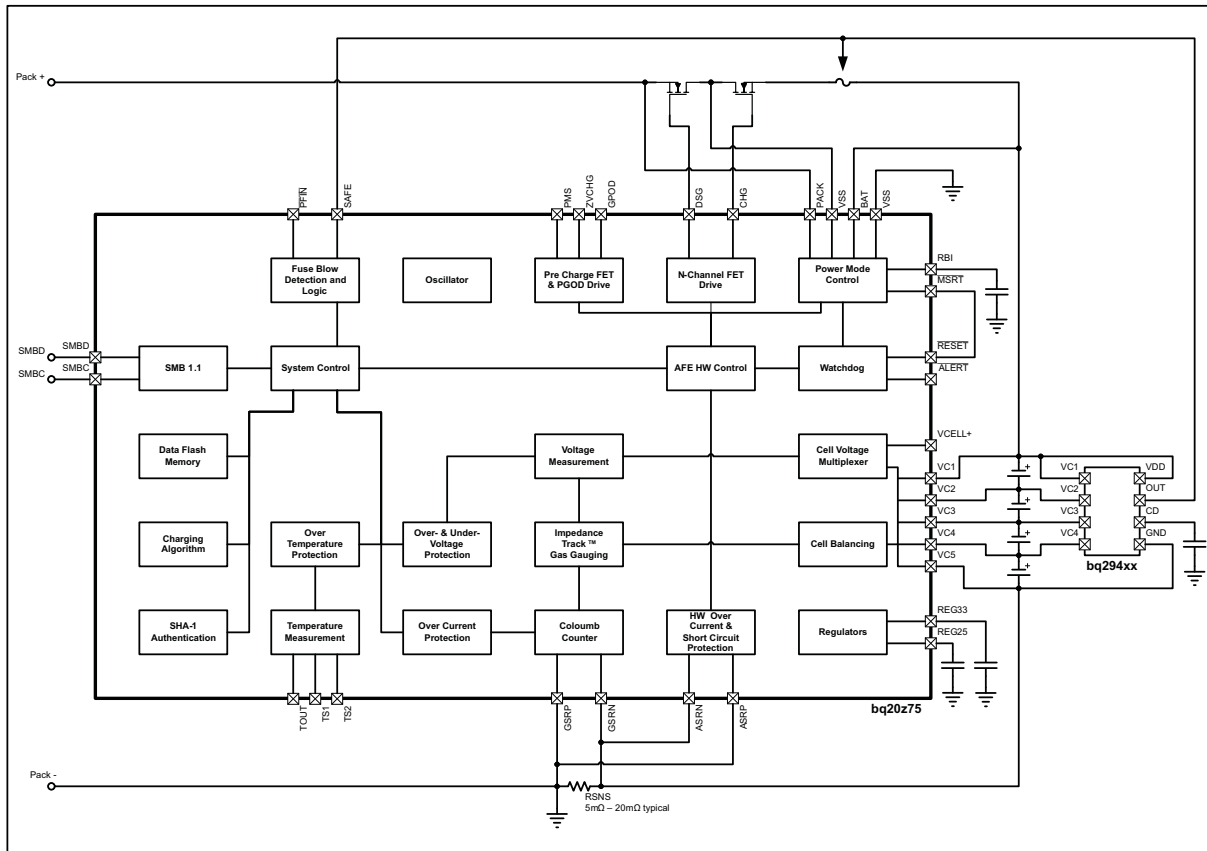 Pack +
PFIN
SAFE
PMS
ZVCHG
GPOD
DSG
CHG
PACK
VSS
BAT
VSS
Fuse Blow
Detection and
Logic
Oscillator
Pre Charge FET
& PGOD Drive
N-Channel FET
Drive
Power Mode
Control
RBI
MSRT
RESET
ALERT
SMBD
SMBD
SMBC
SMBC
SMB 1.1
System Control
AFE HW Control
Watchdog
Data Flash
Memory
Voltage
Measurement
Cell Voltage
Multiplexer
VCELL+
VC1
VC2
VC3
VC4
VC5
VC1
VC2
VC3
VC4
VDD
OUT
CD
GND
+
+
+
+
bq294xx
Charging
Algorithm
Over
Temperature
Protection
Over- & Under-
Voltage
Protection
Impedance
Track ™
Gas Gauging
Cell Balancing
SHA-1
Authentication
Temperature
Measurement
Over Current
Protection
Coloumb
Counter
HW Over
Current &
Short Circuit
Protection
Regulators
REG33
REG25
bq20z75
TOUT
TS1
TS2
GSRP
GSRN
ASRN
ASRP
Pack -
RSNS
5mΩ – 20mΩ typical